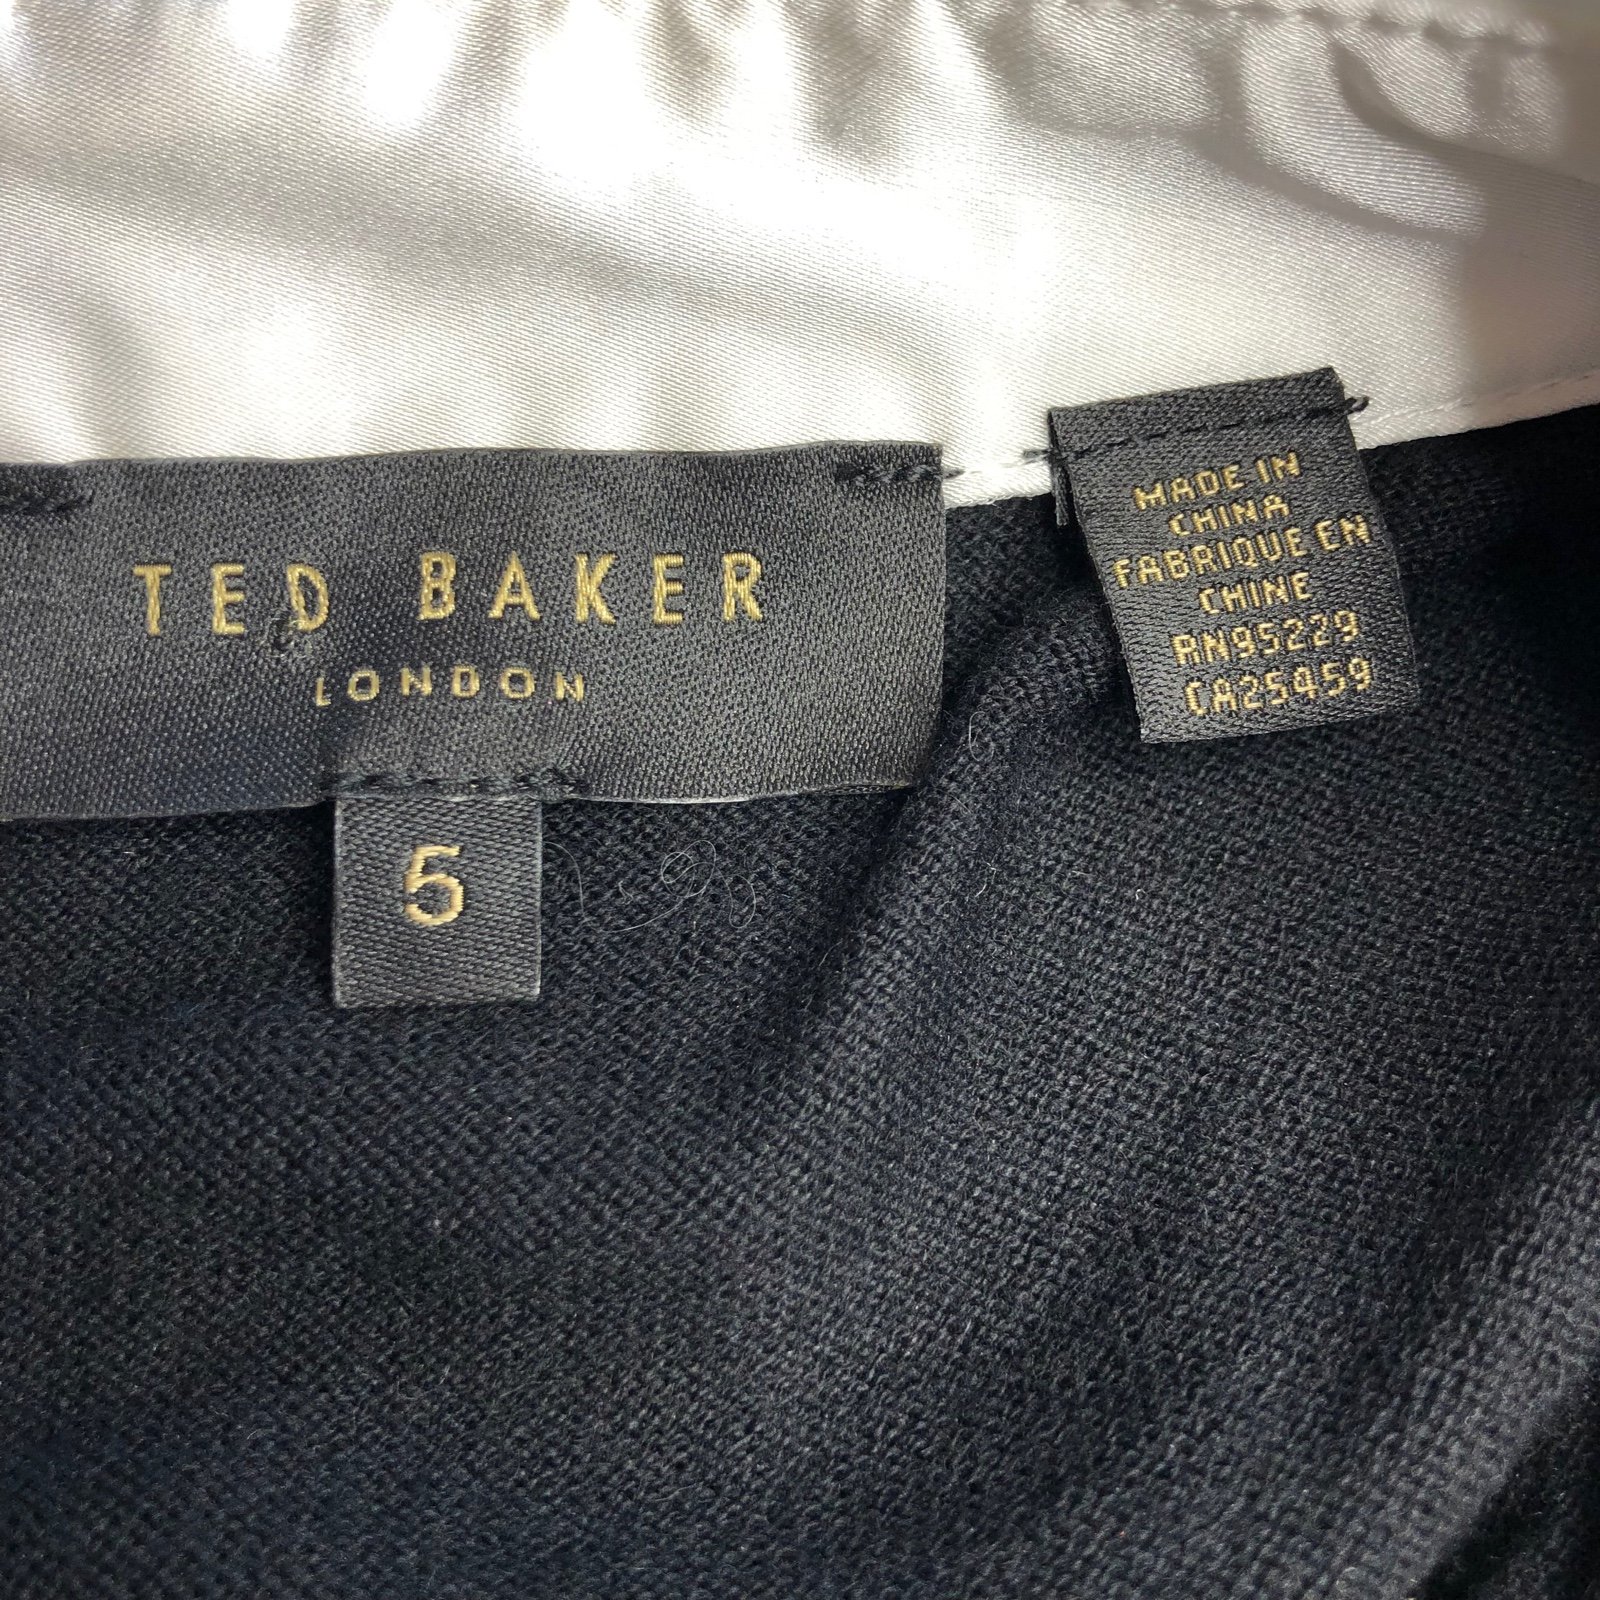 TED BAKER
LONDON
5
MADE IN
CHINA
FABRIQUE EN
CHINE
RN95229
CA25459